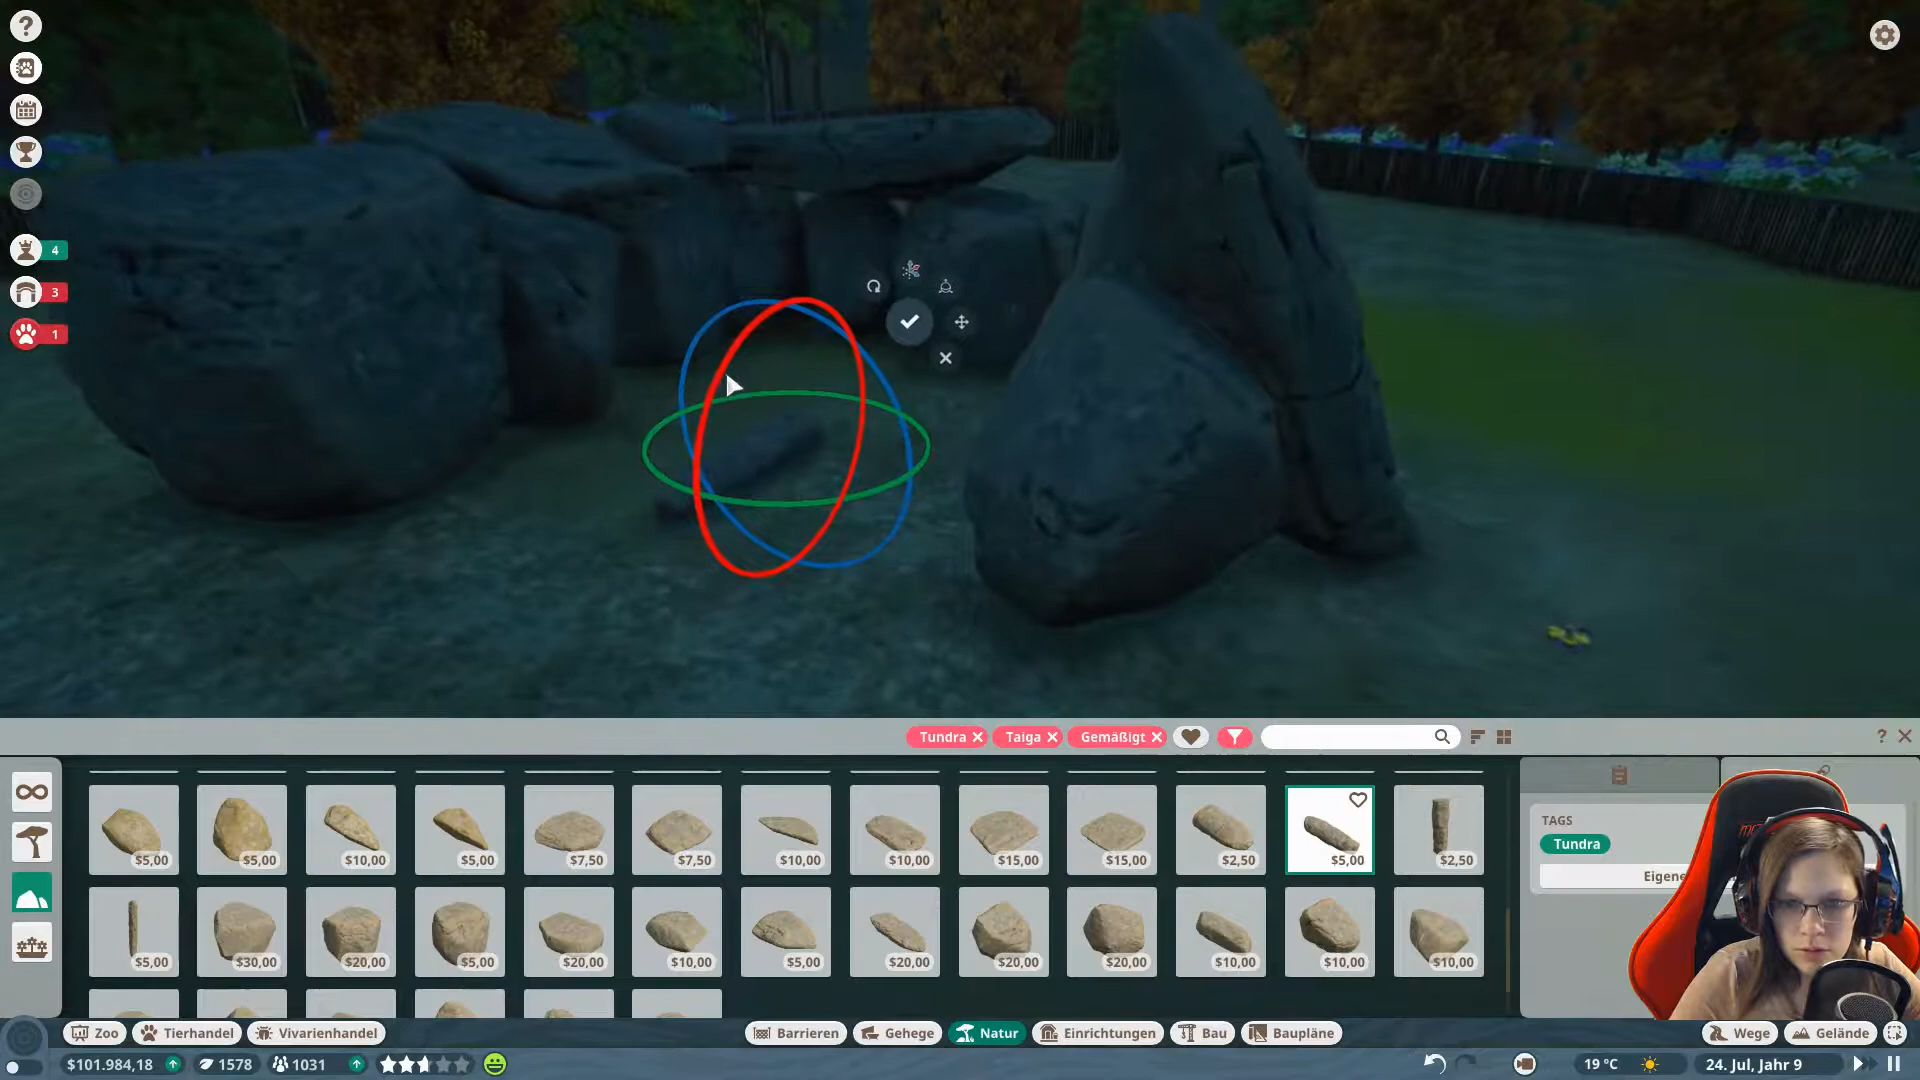 ?
4
3
1
Tundra ✕ Taiga ✕ Gemäßigt ✕
? ✕
$5,00 $5,00 $10,00 $5,00 $7,50 $7,50 $10,00 $10,00 $15,00 $15,00 $2,50 $5,00 $2,50
$5,00 $30,00 $20,00 $5,00 $20,00 $10,00 $5,00 $20,00 $20,00 $20,00 $10,00 $10,00 $10,00
TAGS
Tundra
Eigene
Zoo Tierhandel Vivarienhandel Barrieren Gehege Natur Einrichtungen Bau Baupläne Wege Gelände
$101.984,18 1578 1031 19 °C 24. Jul, Jahr 9